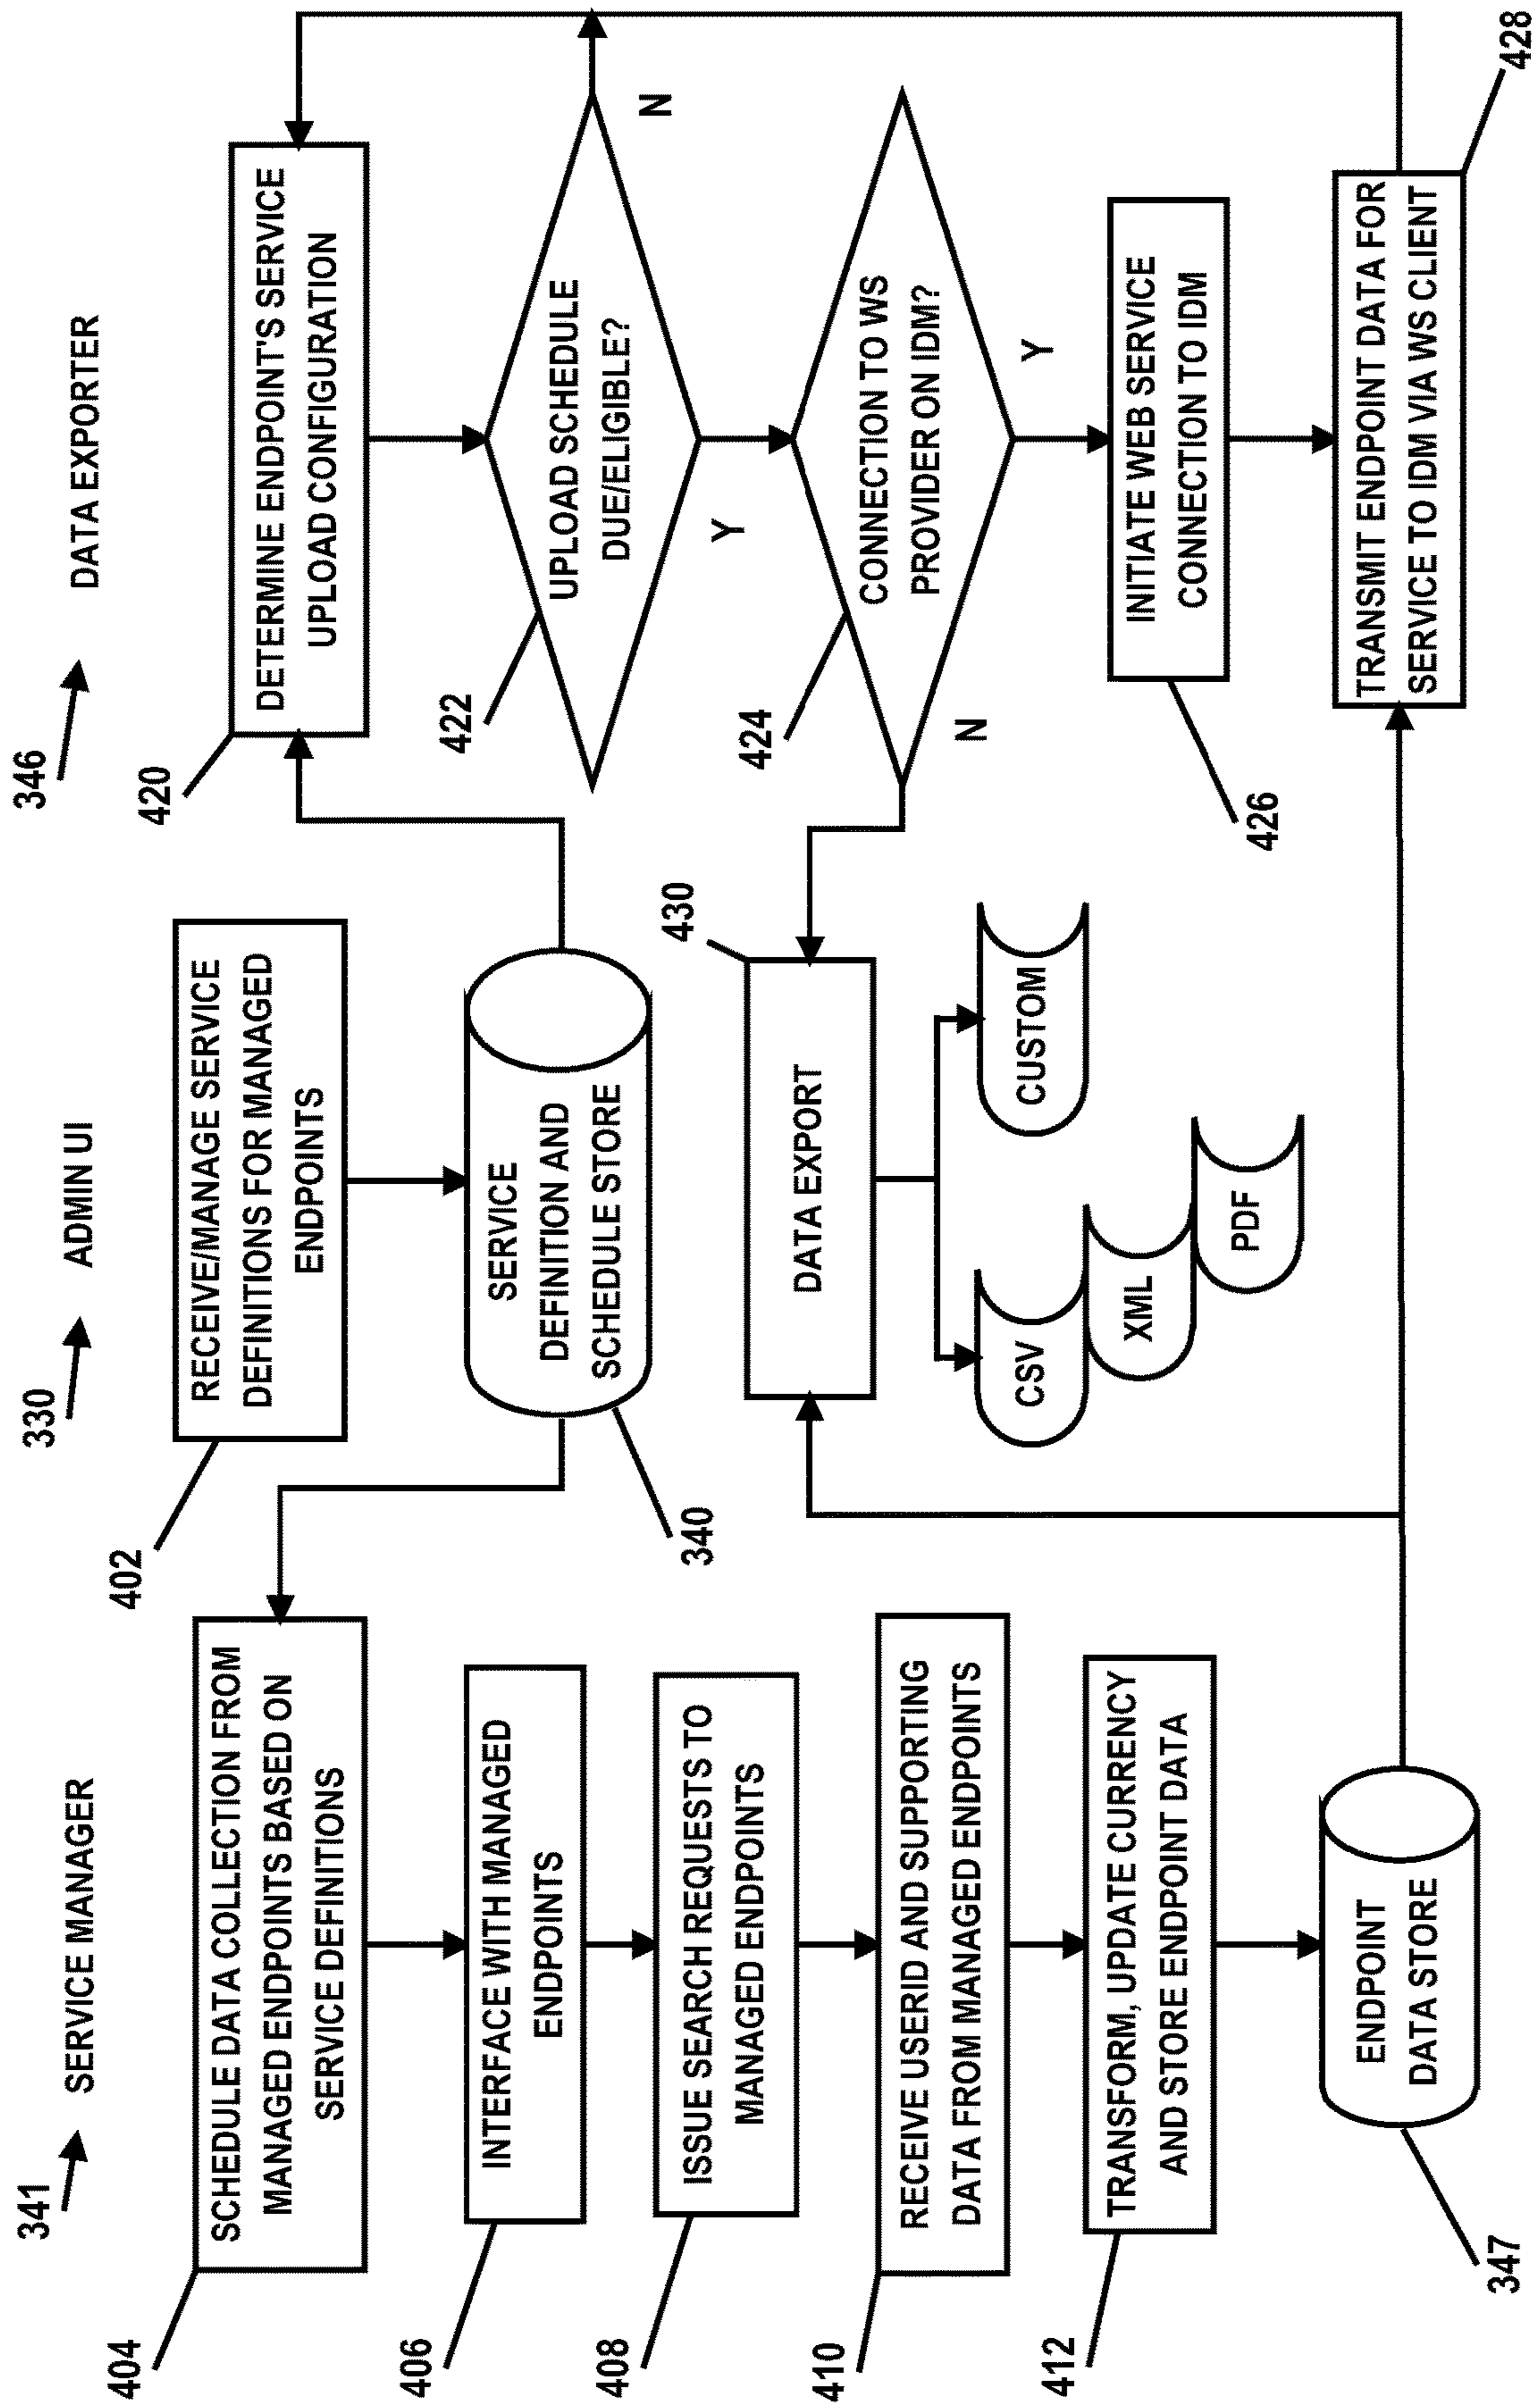 341
SERVICE MANAGER
404
SCHEDULE DATA COLLECTION FROM
MANAGED ENDPOINTS BASED ON
SERVICE DEFINITIONS
406
INTERFACE WITH MANAGED
ENDPOINTS
408
ISSUE SEARCH REQUESTS TO
MANAGED ENDPOINTS
410
RECEIVE USERID AND SUPPORTING
DATA FROM MANAGED ENDPOINTS
412
TRANSFORM, UPDATE CURRENCY
AND STORE ENDPOINT DATA
ENDPOINT
DATA STORE
347
330
ADMIN UI
402
RECEIVE/MANAGE SERVICE
DEFINITIONS FOR MANAGED
ENDPOINTS
SERVICE
DEFINITION AND
SCHEDULE STORE
340
430
DATA EXPORT
CSV
XML
PDF
CUSTOM
346
DATA EXPORTER
420
DETERMINE ENDPOINT'S SERVICE
UPLOAD CONFIGURATION
422
UPLOAD SCHEDULE
DUE/ELIGIBLE?
N
Y
424
CONNECTION TO WS
PROVIDER ON IDM?
N
Y
426
INITIATE WEB SERVICE
CONNECTION TO IDM
TRANSMIT ENDPOINT DATA FOR
SERVICE TO IDM VIA WS CLIENT
428